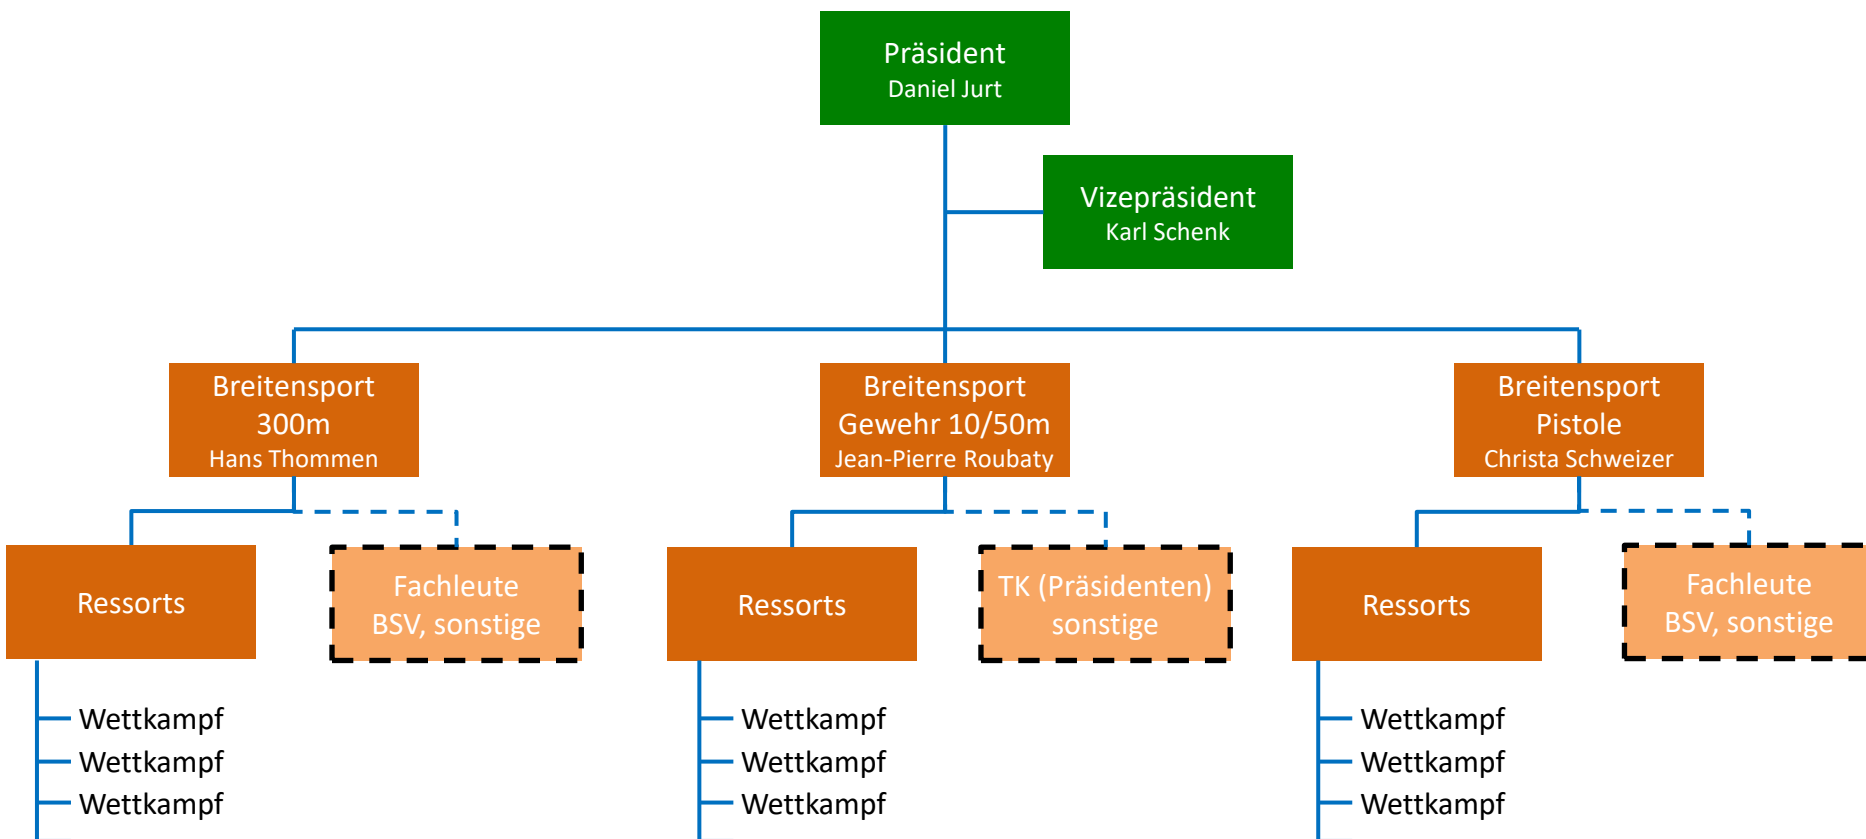 Präsident
Daniel Jurt
Vizepräsident
Karl Schenk
Breitensport
300m
Hans Thommen
Breitensport
Gewehr 10/50m
Jean-Pierre Roubaty
Breitensport
Pistole
Christa Schweizer
Ressorts
Fachleute
BSV, sonstige
Ressorts
TK (Präsidenten)
sonstige
Ressorts
Fachleute
BSV, sonstige
Wettkampf
Wettkampf
Wettkampf
Wettkampf
Wettkampf
Wettkampf
Wettkampf
Wettkampf
Wettkampf